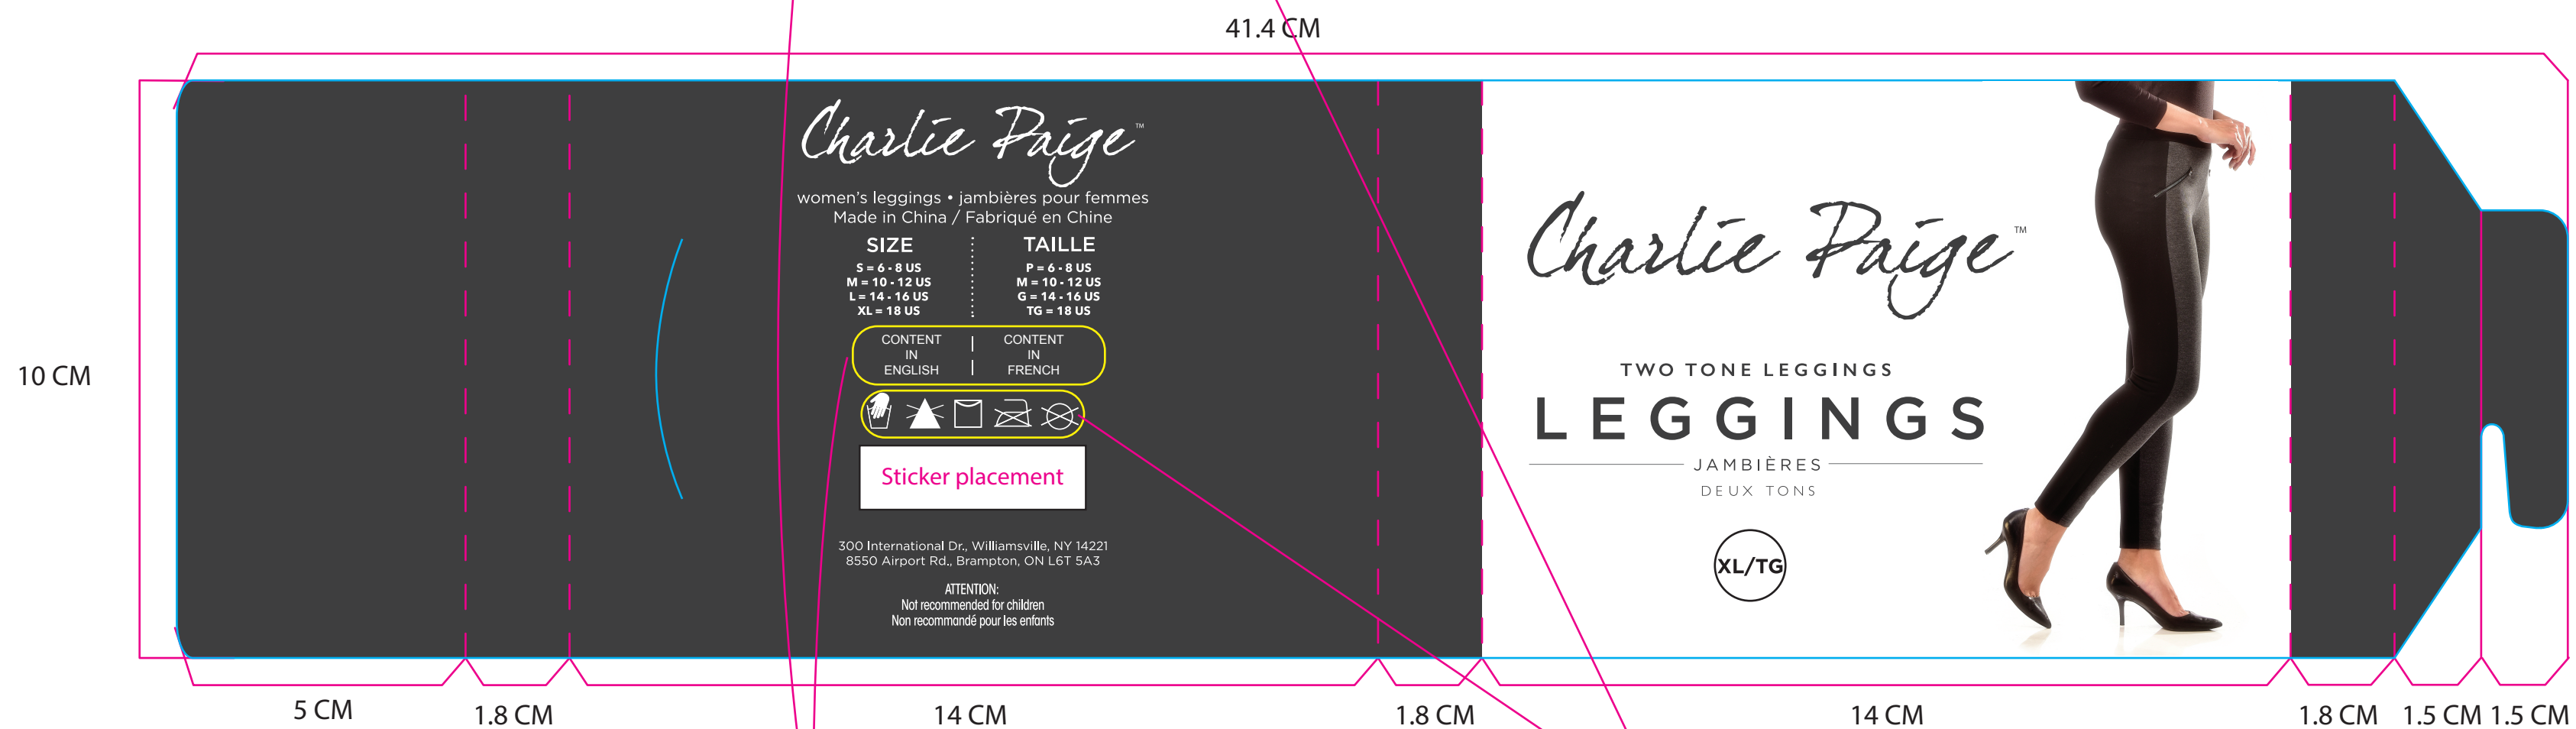 41.4 CM
10 CM
Charlie Paige™
women's leggings • jambières pour femmes
Made in China / Fabriqué en Chine
SIZE
S = 6 - 8 US
M = 10 - 12 US
L = 14 - 16 US
XL = 18 US
TAILLE
P = 6 - 8 US
M = 10 - 12 US
G = 14 - 16 US
TG = 18 US
CONTENT
IN
ENGLISH
CONTENT
IN
FRENCH
Sticker placement
300 International Dr., Williamsville, NY 14221
8550 Airport Rd., Brampton, ON L6T 5A3
ATTENTION:
Not recommended for children
Non recommandé pour les enfants
Charlie Paige™
TWO TONE LEGGINGS
LEGGINGS
JAMBIÈRES
DEUX TONS
XL/TG
5 CM
1.8 CM
14 CM
1.8 CM
14 CM
1.8 CM
1.5 CM
1.5 CM